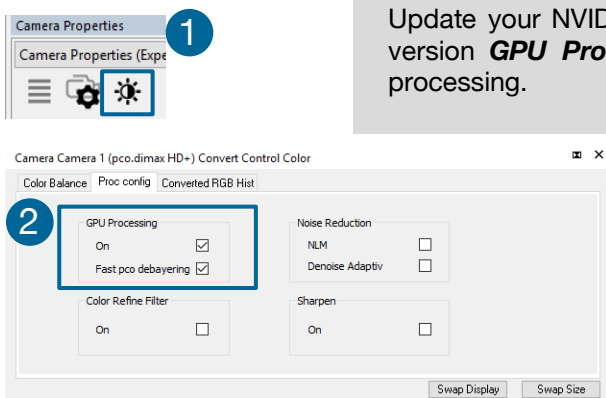 Camera Properties
1
Camera Properties (Expe
Update your NVID
version GPU Pro
processing.
Camera Camera 1 (pco.dimax HD+) Convert Control Color
Color Balance Proc config Converted RGB Hist
2
GPU Processing
On
Fast pco debayering
Noise Reduction
NLM
Denoise Adaptiv
Color Refine Filter
On
Sharpen
On
Swap Display Swap Size